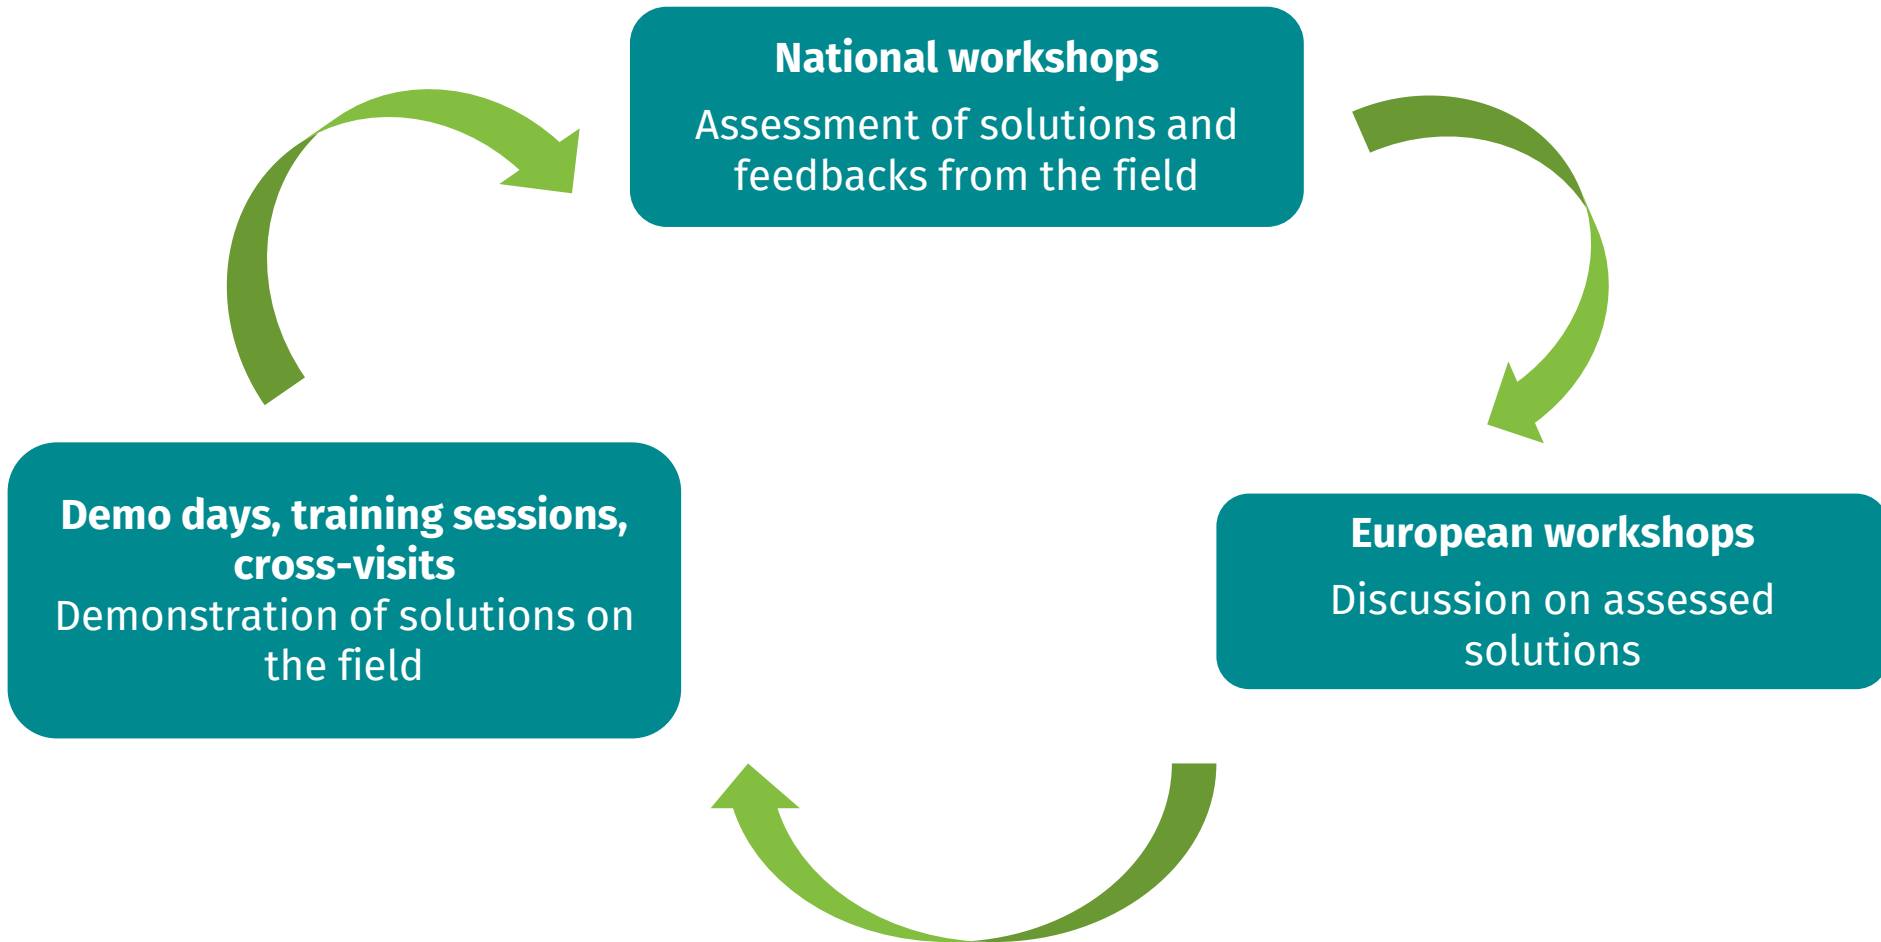 National workshops
Assessment of solutions and
feedbacks from the field
Demo days, training sessions,
cross-visits
Demonstration of solutions on
the field
European workshops
Discussion on assessed
solutions